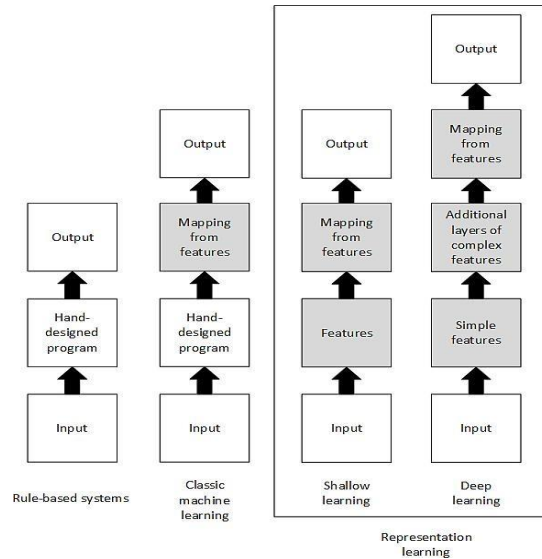 Output
Hand-
designed
program
Input
Rule-based systems
Output
Mapping
from
features
Hand-
designed
program
Input
Classic
machine
learning
Output
Mapping
from
features
Features
Input
Shallow
learning
Output
Mapping
from
features
Additional
layers of
complex
features
Simple
features
Input
Deep
learning
Representation
learning